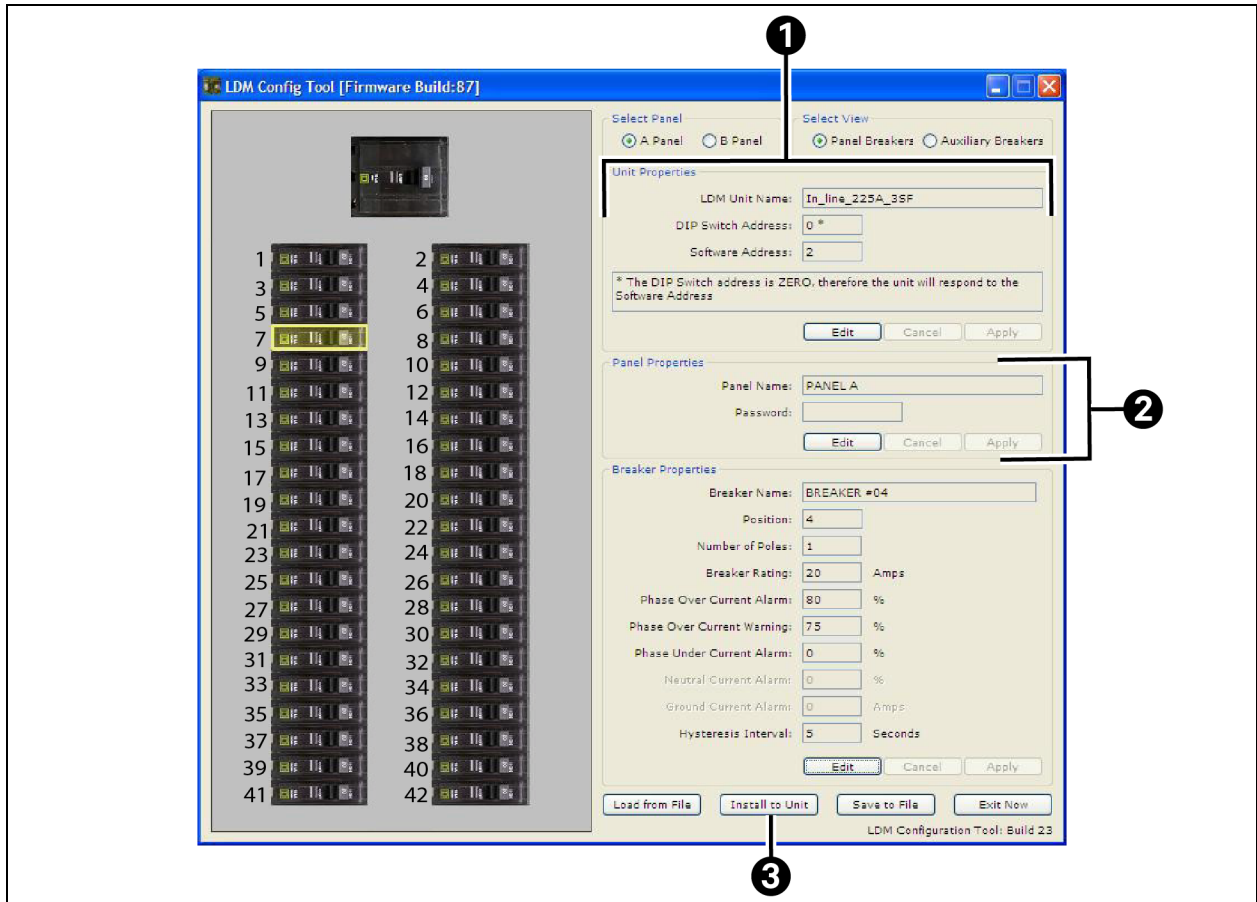 1
LDM Config Tool [Firmware Build:87]
Select Panel
A Panel B Panel
Select View
Panel Breakers Auxiliary Breakers
Unit Properties
LDM Unit Name: In_line_225A_3SF
DIP Switch Address: 0 *
Software Address: 2
* The DIP Switch address is ZERO, therefore the unit will respond to the
Software Address
Edit Cancel Apply
Panel Properties
Panel Name: PANEL A
Password:
Edit Cancel Apply
2
Breaker Properties
Breaker Name: BREAKER #04
Position: 4
Number of Poles: 1
Breaker Rating: 20 Amps
Phase Over Current Alarm: 80 %
Phase Over Current Warning: 75 %
Phase Under Current Alarm: 0 %
Neutral Current Alarm: 0 %
Ground Current Alarm: 0 Amps
Hysteresis Interval: 5 Seconds
Edit Cancel Apply
Load from File Install to Unit Save to File Exit Now
LDM Configuration Tool: Build 23
3
1 2
3 4
5 6
7 8
9 10
11 12
13 14
15 16
17 18
19 20
21 22
23 24
25 26
27 28
29 30
31 32
33 34
35 36
37 38
39 40
41 42